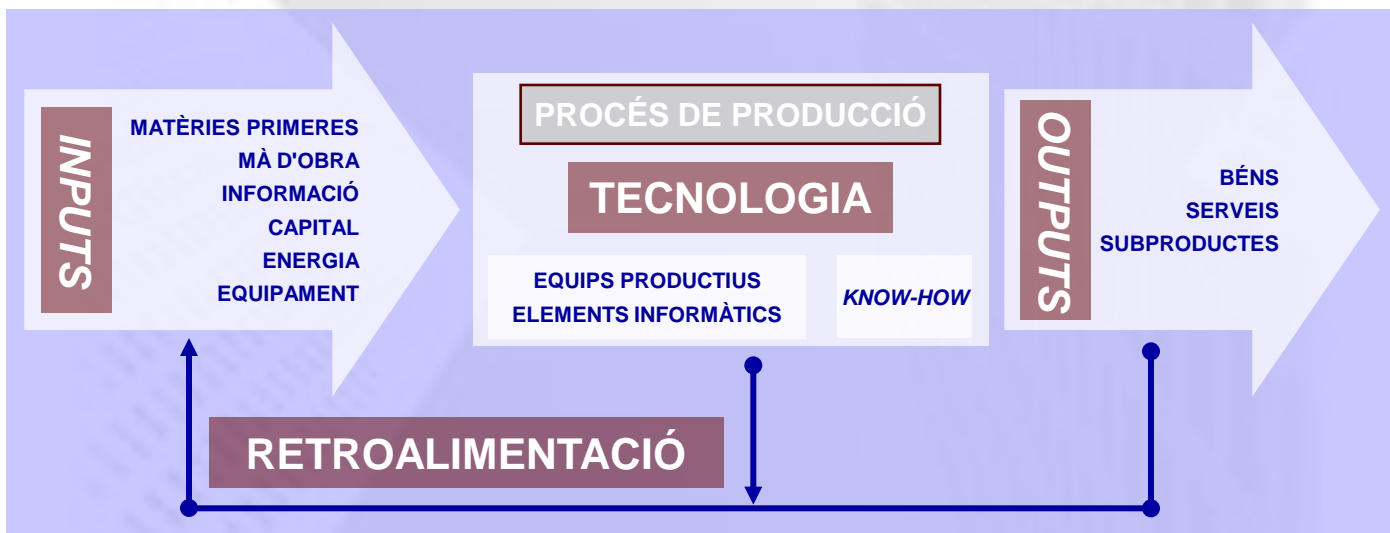 INPUTS
MATÈRIES PRIMERES
MÀ D'OBRA
INFORMACIÓ
CAPITAL
ENERGIA
EQUIPAMENT
PROCÉS DE PRODUCCIÓ
TECNOLOGIA
EQUIPS PRODUCTIUS
ELEMENTS INFORMÀTICS
KNOW-HOW
OUTPUTS
BÉNS
SERVEIS
SUBPRODUCTES
RETROALIMENTACIÓ